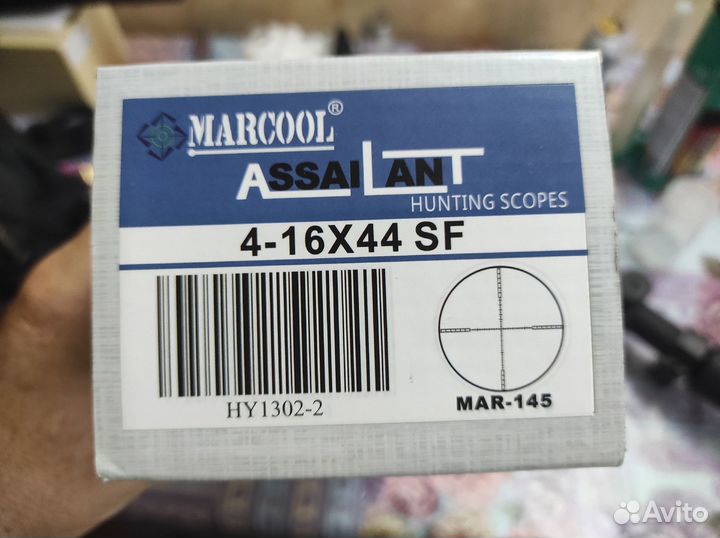 MARCOOL®
ASSAILANT
HUNTING SCOPES
4-16X44 SF
HY1302-2
MAR-145
Avito